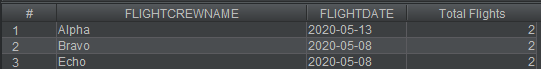 # FLIGHTCREWNAME FLIGHTDATE Total Flights
1 Alpha 2020-05-13 2
2 Bravo 2020-05-08 2
3 Echo 2020-05-08 2